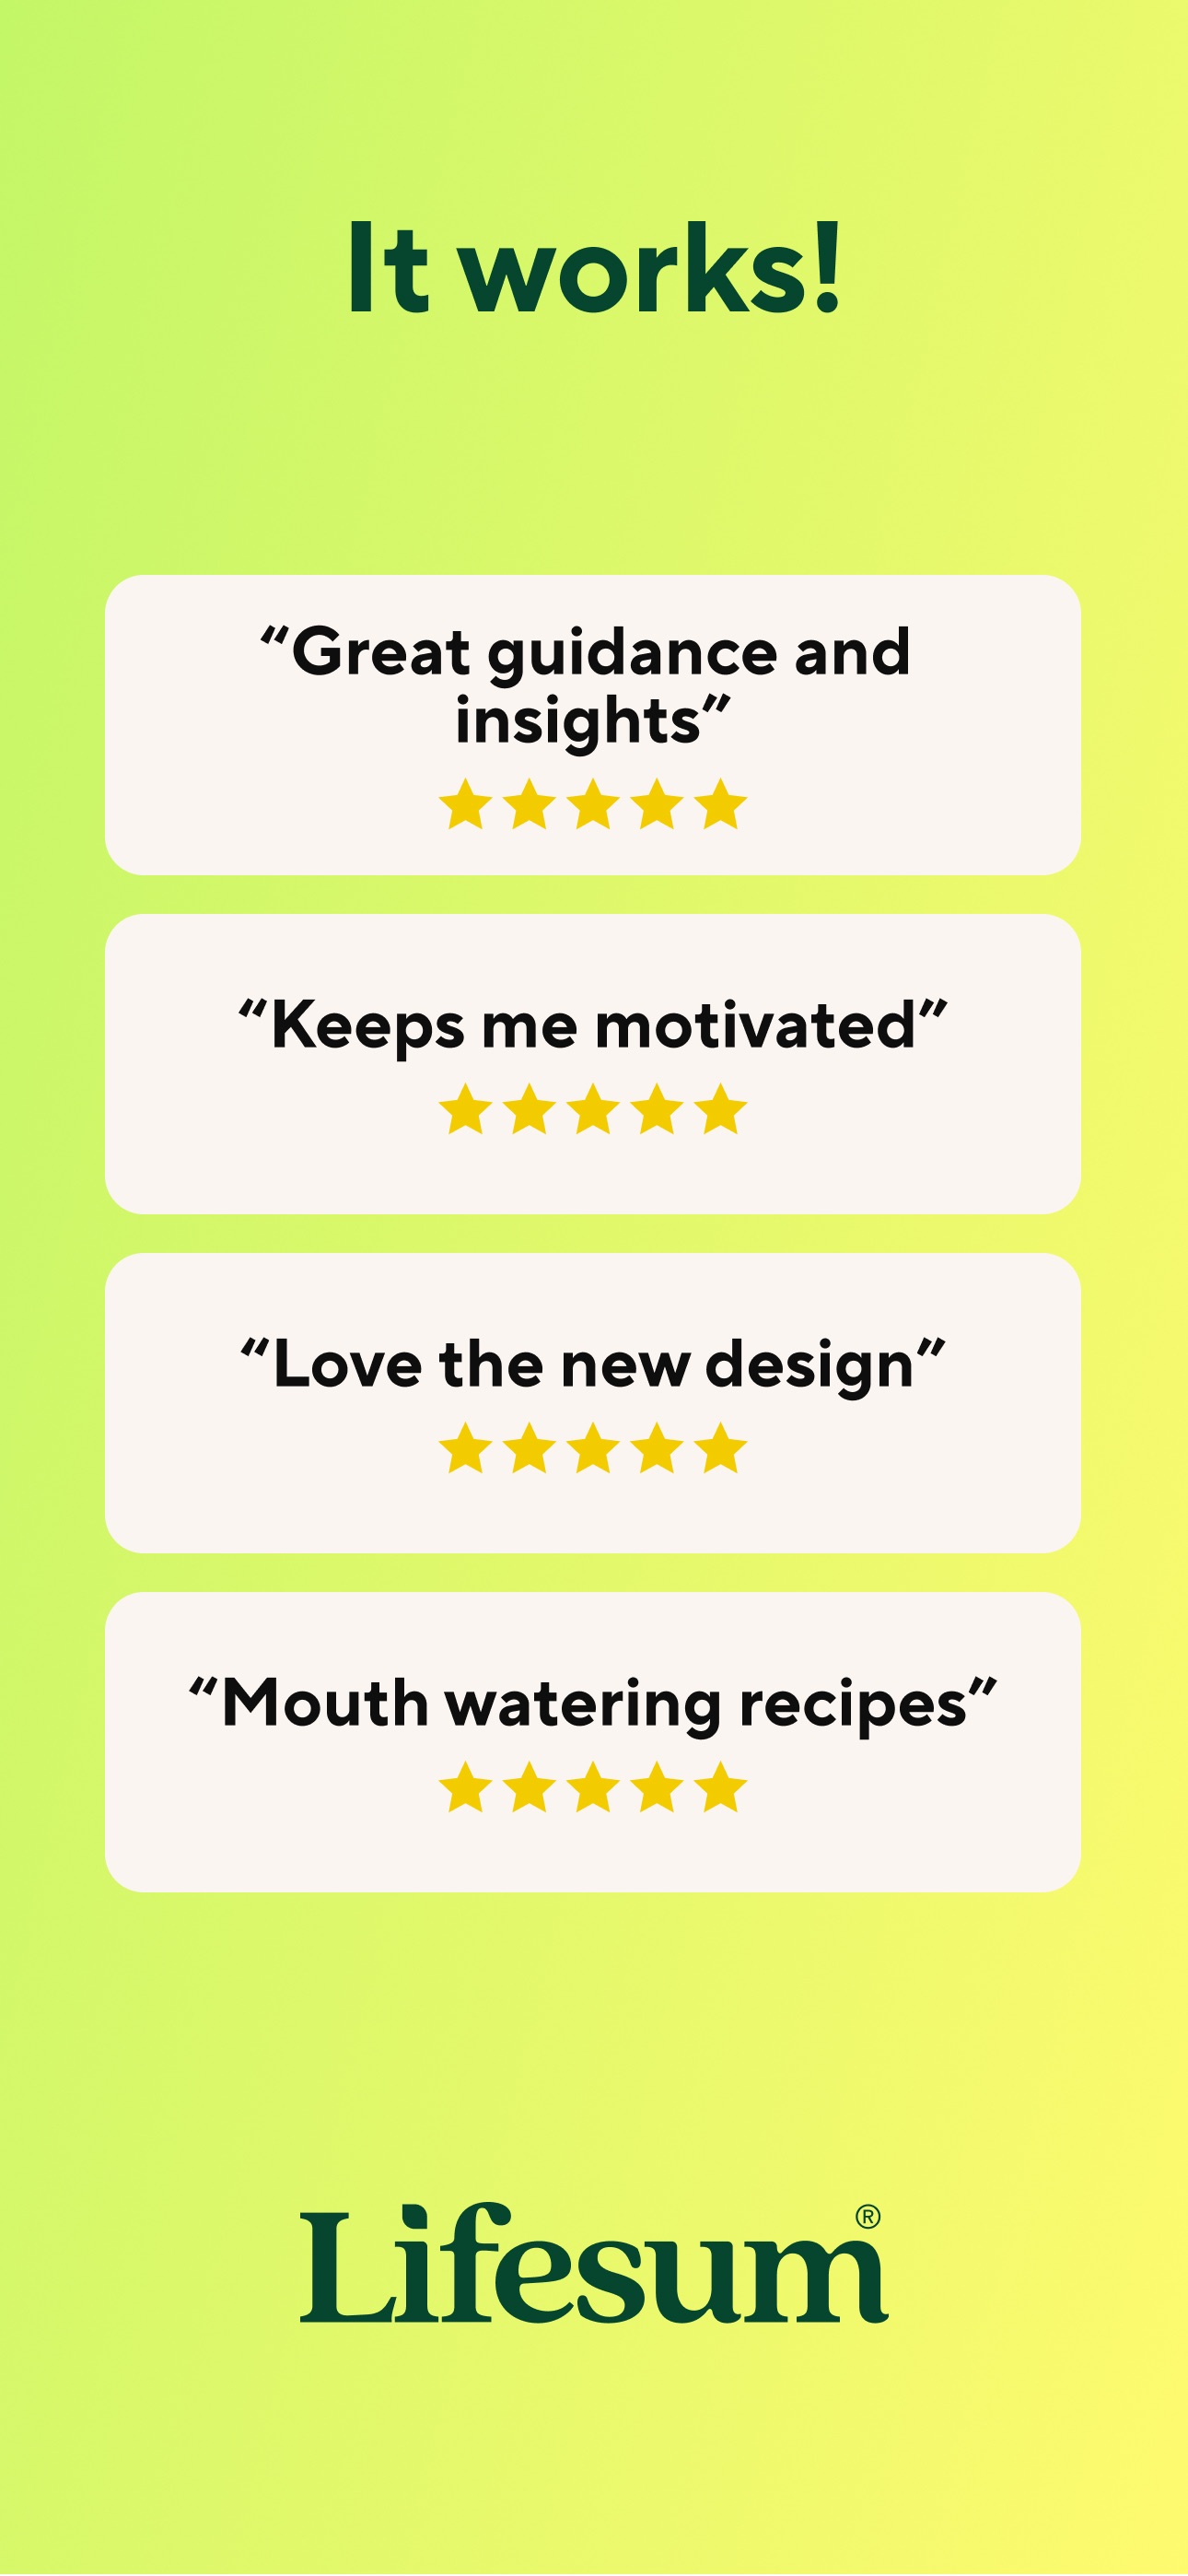 It works!
“Great guidance and
insights”
“Keeps me motivated”
“Love the new design”
“Mouth watering recipes”
Lifesum®